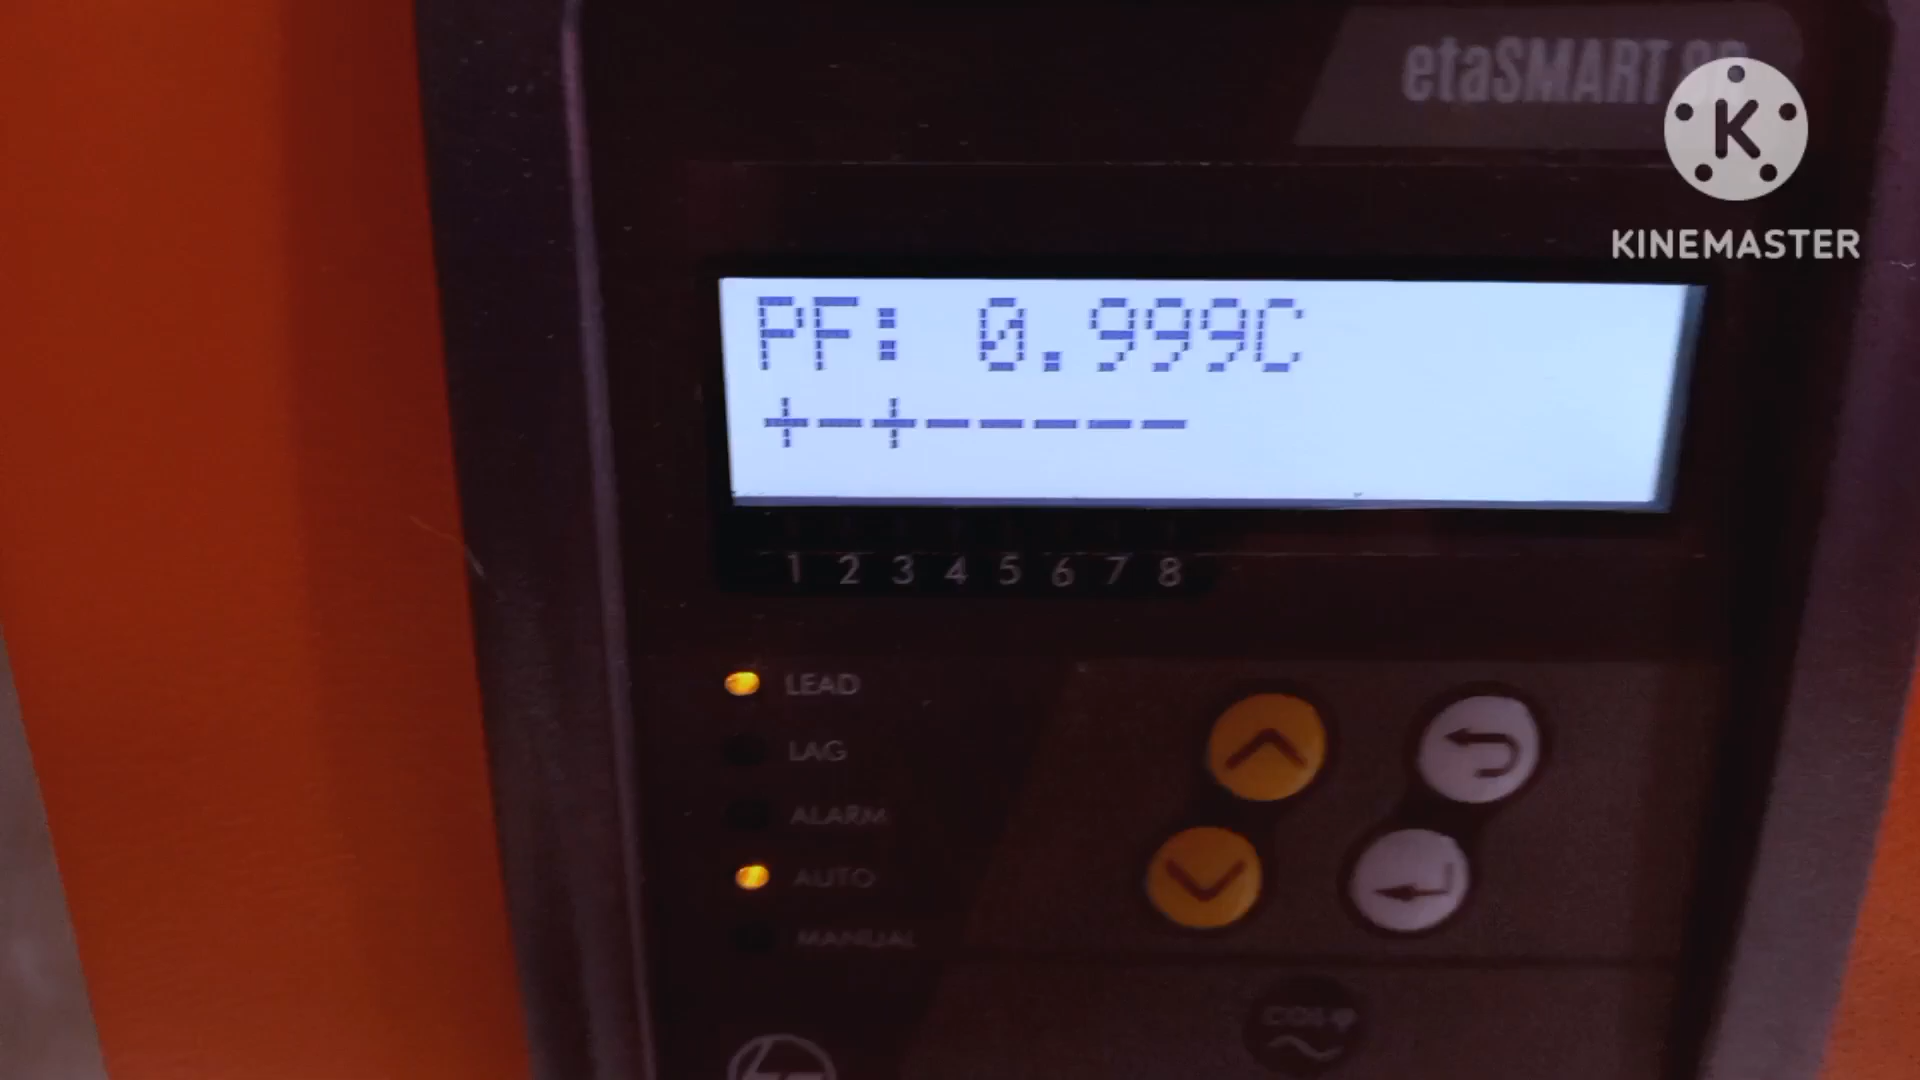 etaSMART
K
KINEMASTER
PF: 0.999C
+-+-----
1 2 3 4 5 6 7 8
LEAD
LAG
ALARM
AUTO
MANUAL